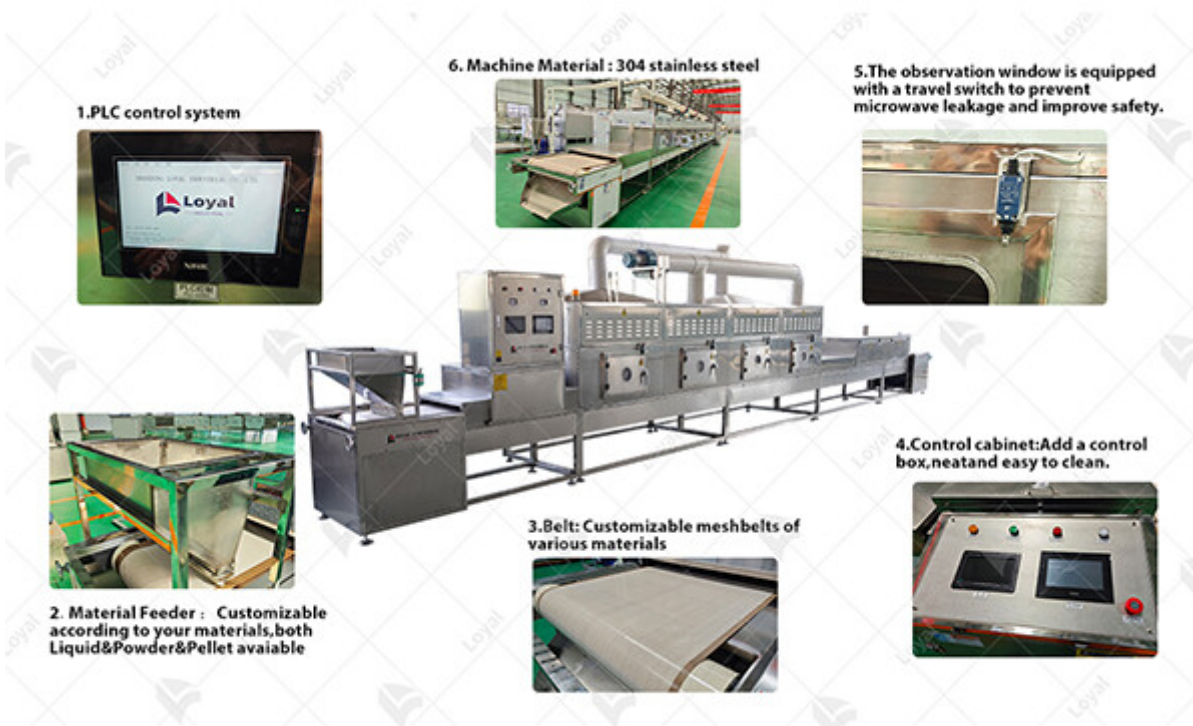 6. Machine Material : 304 stainless steel
5.The observation window is equipped
with a travel switch to prevent
microwave leakage and improve safety.
1.PLC control system
Loyal
4.Control cabinet:Add a control
box,neatand easy to clean.
3.Belt: Customizable meshbelts of
various materials
2. Material Feeder : Customizable
according to your materials,both
Liquid&Powder&Pellet avaiable